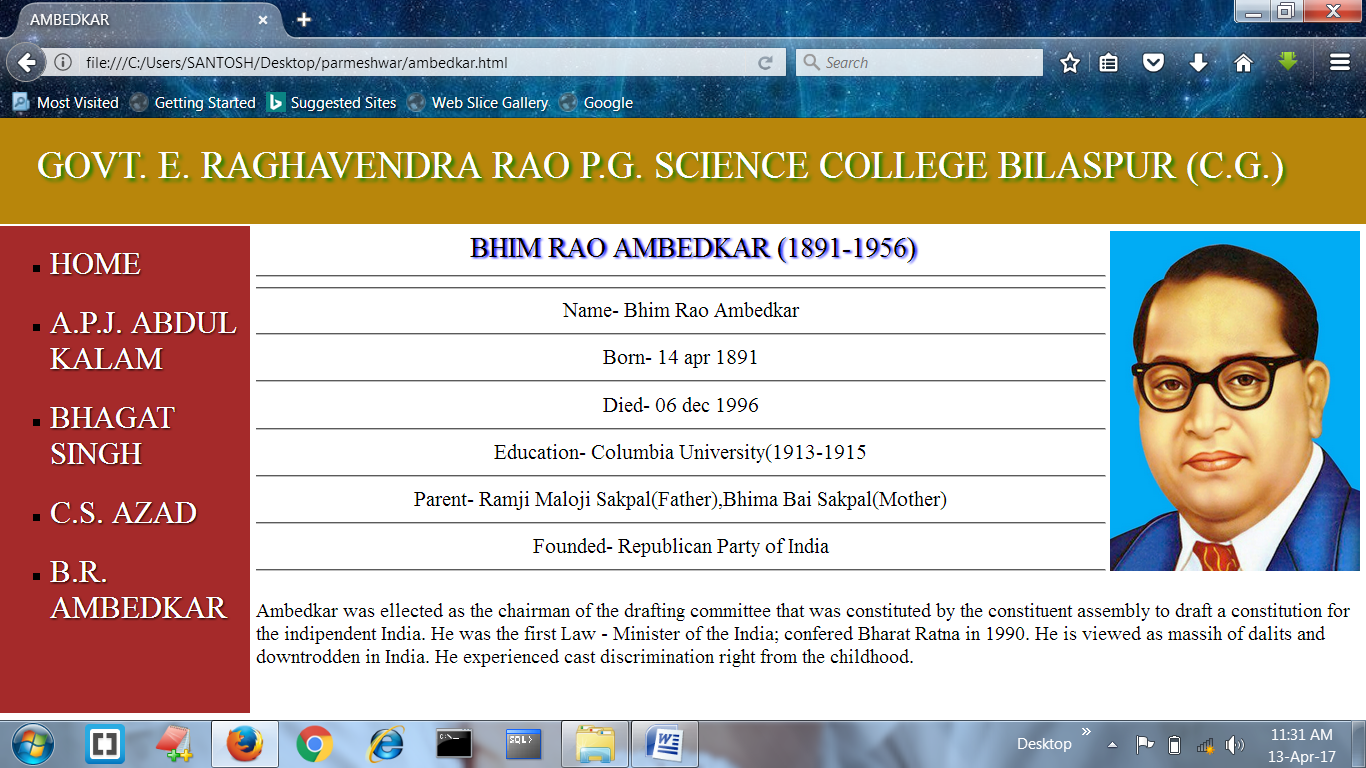 AMBEDKAR
file:///C:/Users/SANTOSH/Desktop/parmeshwar/ambedkar.html
Search
Most Visited
Getting Started
Suggested Sites
Web Slice Gallery
Google
GOVT. E. RAGHAVENDRA RAO P.G. SCIENCE COLLEGE BILASPUR (C.G.)
HOME
A.P.J. ABDUL
KALAM
BHAGAT
SINGH
C.S. AZAD
B.R.
AMBEDKAR
BHIM RAO AMBEDKAR (1891-1956)
Name- Bhim Rao Ambedkar
Born- 14 apr 1891
Died- 06 dec 1996
Education- Columbia University(1913-1915
Parent- Ramji Maloji Sakpal(Father),Bhima Bai Sakpal(Mother)
Founded- Republican Party of India
Ambedkar was ellected as the chairman of the drafting committee that was constituted by the constituent assembly to draft a constitution for
the indipendent India. He was the first Law - Minister of the India; confered Bharat Ratna in 1990. He is viewed as massih of dalits and
downtrodden in India. He experienced cast discrimination right from the childhood.
SQL>
Desktop
11:31 AM
13-Apr-17